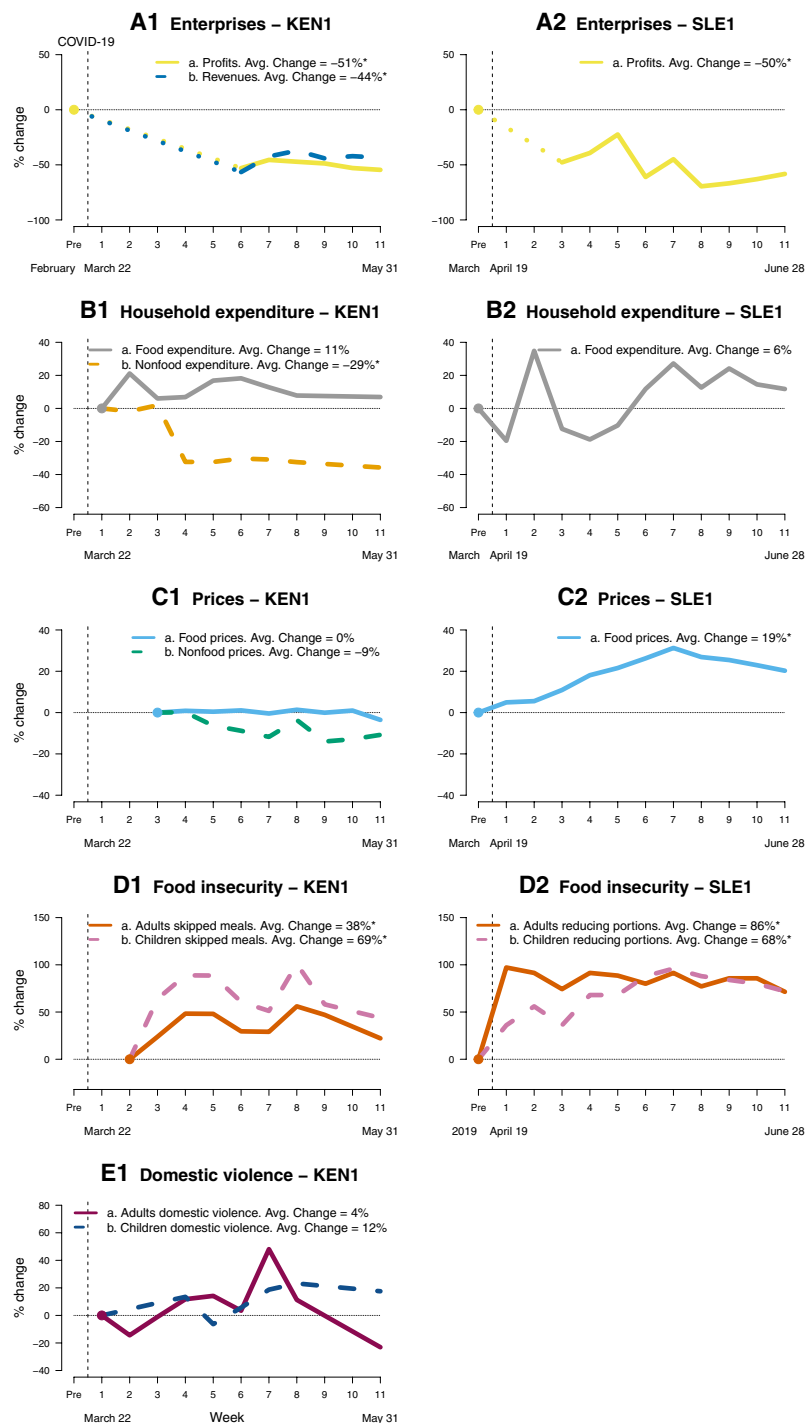 A1 Enterprises – KEN1
COVID-19
50
a. Profits. Avg. Change = −51%*
b. Revenues. Avg. Change = −44%*
0
% change
−50
−100
Pre 1 2 3 4 5 6 7 8 9 10 11
February March 22 May 31
A2 Enterprises – SLE1
50
a. Profits. Avg. Change = −50%*
0
−50
−100
Pre 1 2 3 4 5 6 7 8 9 10 11
March April 19 June 28
B1 Household expenditure – KEN1
40
a. Food expenditure. Avg. Change = 11%
b. Nonfood expenditure. Avg. Change = −29%*
20
0
% change
−20
−40
−60
1 2 3 4 5 6 7 8 9 10 11
Pre
March 22 May 31
B2 Household expenditure – SLE1
40
a. Food expenditure. Avg. Change = 6%
20
0
−20
−40
−60
Pre 1 2 3 4 5 6 7 8 9 10 11
March April 19 June 28
C1 Prices – KEN1
40
a. Food prices. Avg. Change = 0%
b. Nonfood prices. Avg. Change = −9%
20
0
% change
−20
−40
Pre 1 2 3 4 5 6 7 8 9 10 11
March 22 May 31
C2 Prices – SLE1
40
a. Food prices. Avg. Change = 19%*
20
0
−20
−40
Pre 1 2 3 4 5 6 7 8 9 10 11
March April 19 June 28
D1 Food insecurity – KEN1
150
a. Adults skipped meals. Avg. Change = 38%*
b. Children skipped meals. Avg. Change = 69%*
100
% change
50
0
Pre 1 2 3 4 5 6 7 8 9 10 11
March 22 May 31
D2 Food insecurity – SLE1
150
a. Adults reducing portions. Avg. Change = 86%*
b. Children reducing portions. Avg. Change = 68%*
100
50
0
Pre 1 2 3 4 5 6 7 8 9 10 11
2019 April 19 June 28
E1 Domestic violence – KEN1
80
a. Adults domestic violence. Avg. Change = 4%
b. Children domestic violence. Avg. Change = 12%
60
40
% change
20
0
−20
−40
Pre 1 2 3 4 5 6 7 8 9 10 11
March 22 Week May 31